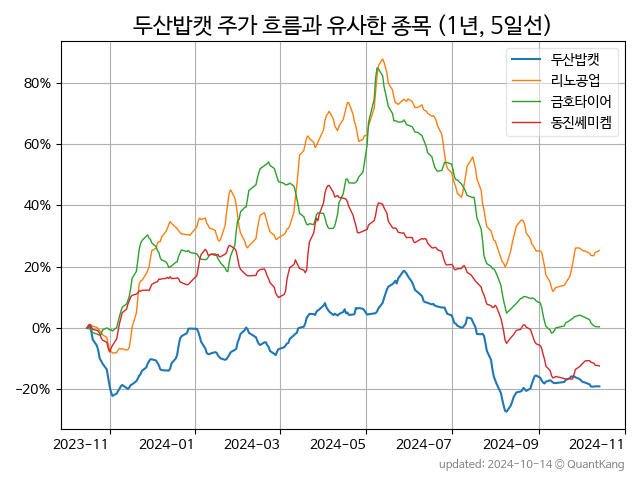 두산밥캣 주가 흐름과 유사한 종목 (1년, 5일선)
두산밥캣
리노공업
금호타이어
동진쎄미켐
80%
60%
40%
20%
0%
−20%
2023−11
2024−01
2024−03
2024−05
2024−07
2024−09
2024−11
updated: 2024-10-14 © QuantKang